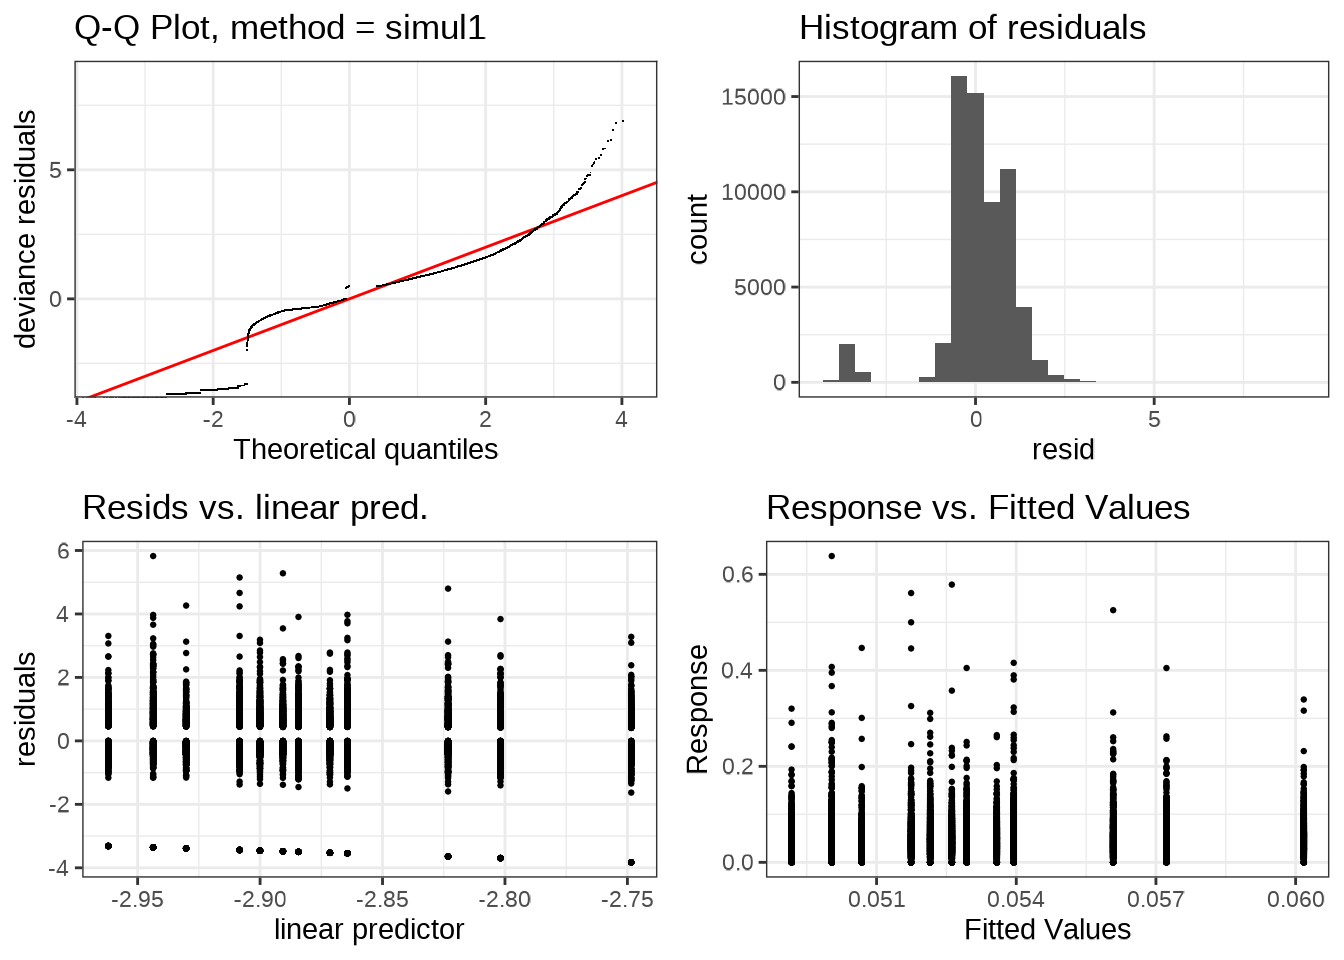 Q-Q Plot, method = simul1
deviance residuals
5
0
-4
-2
0
2
4
Theoretical quantiles
Histogram of residuals
count
15000
10000
5000
0
0
5
resid
Resids vs. linear pred.
residuals
6
4
2
0
-2
-4
-2.95
-2.90
-2.85
-2.80
-2.75
linear predictor
Response vs. Fitted Values
Response
0.6
0.4
0.2
0.0
0.051
0.054
0.057
0.060
Fitted Values